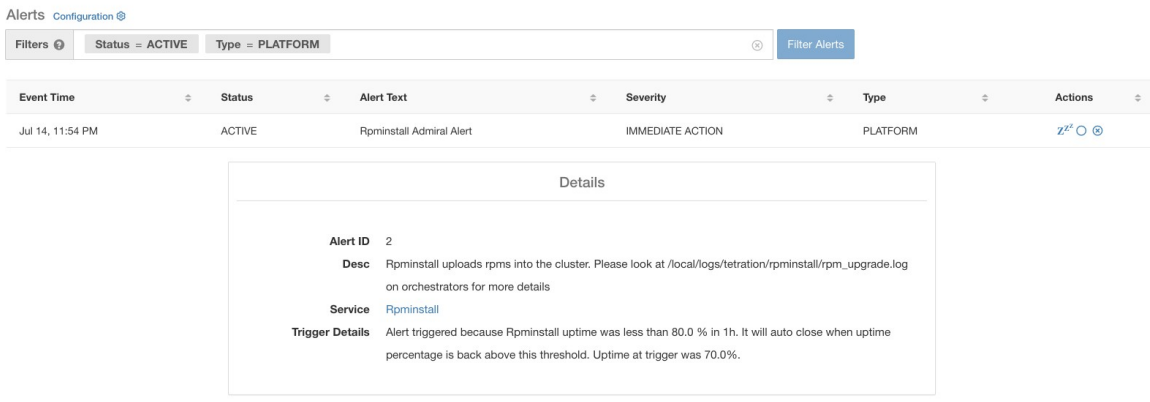 Alerts Configuration
Filters Status = ACTIVE Type = PLATFORM Filter Alerts
Event Time Status Alert Text Severity Type Actions
Jul 14, 11:54 PM ACTIVE Rpminstall Admiral Alert IMMEDIATE ACTION PLATFORM zzz
Details
Alert ID 2
Desc Rpminstall uploads rpms into the cluster. Please look at /local/logs/tetration/rpminstall/rpm_upgrade.log
on orchestrators for more details
Service Rpminstall
Trigger Details Alert triggered because Rpminstall uptime was less than 80.0 % in 1h. It will auto close when uptime
percentage is back above this threshold. Uptime at trigger was 70.0%.